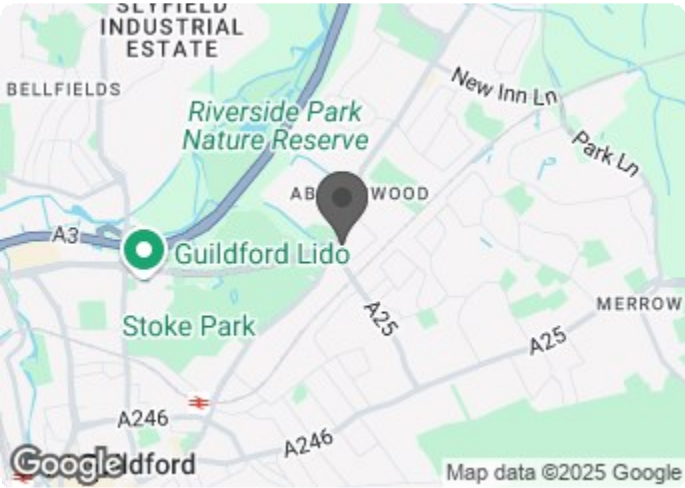 SLYFIELD
INDUSTRIAL
ESTATE
BELLFIELDS
New Inn Ln
Riverside Park
Nature Reserve
Park Ln
WOOD
A3
Guildford Lido
MERROW
Stoke Park
A25
A25
A246
A246
Google
Map data ©2025 Google